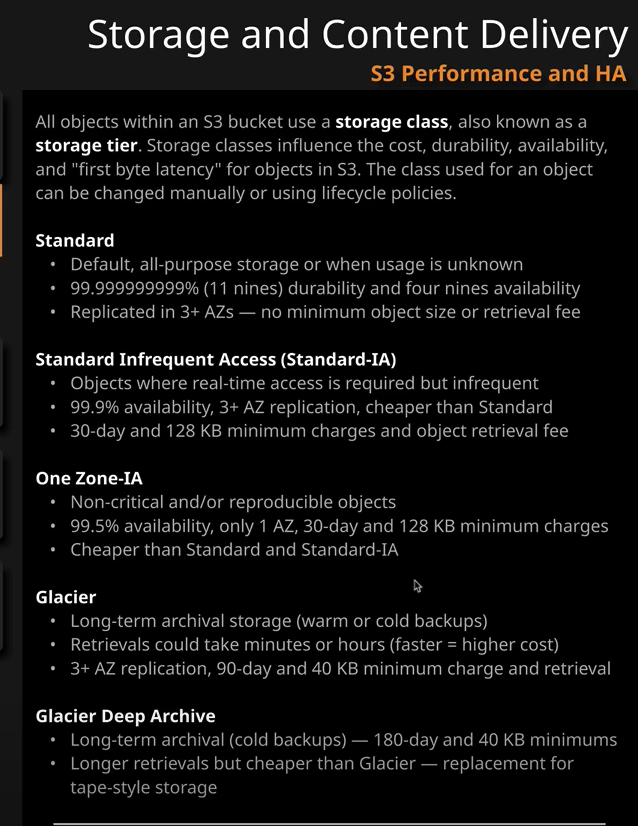 Storage and Content Delivery
S3 Performance and HA
All objects within an S3 bucket use a storage class, also known as a
storage tier. Storage classes influence the cost, durability, availability,
and "first byte latency" for objects in S3. The class used for an object
can be changed manually or using lifecycle policies.
Standard
• Default, all-purpose storage or when usage is unknown
• 99.999999999% (11 nines) durability and four nines availability
• Replicated in 3+ AZs — no minimum object size or retrieval fee
Standard Infrequent Access (Standard-IA)
• Objects where real-time access is required but infrequent
• 99.9% availability, 3+ AZ replication, cheaper than Standard
• 30-day and 128 KB minimum charges and object retrieval fee
One Zone-IA
• Non-critical and/or reproducible objects
• 99.5% availability, only 1 AZ, 30-day and 128 KB minimum charges
• Cheaper than Standard and Standard-IA
Glacier
• Long-term archival storage (warm or cold backups)
• Retrievals could take minutes or hours (faster = higher cost)
• 3+ AZ replication, 90-day and 40 KB minimum charge and retrieval
Glacier Deep Archive
• Long-term archival (cold backups) — 180-day and 40 KB minimums
• Longer retrievals but cheaper than Glacier — replacement for
tape-style storage